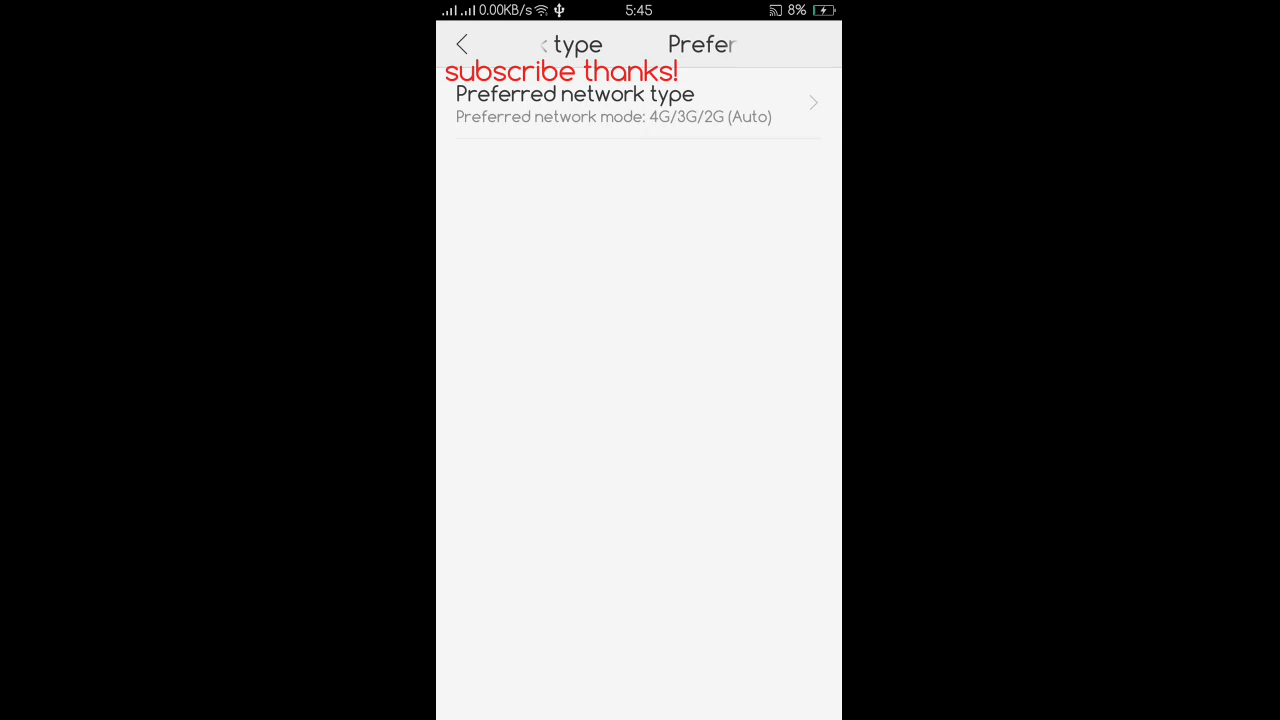 0.00KB/s 5:45 8%
k type Prefer
subscribe thanks!
Preferred network type
Preferred network mode: 4G/3G/2G (Auto)